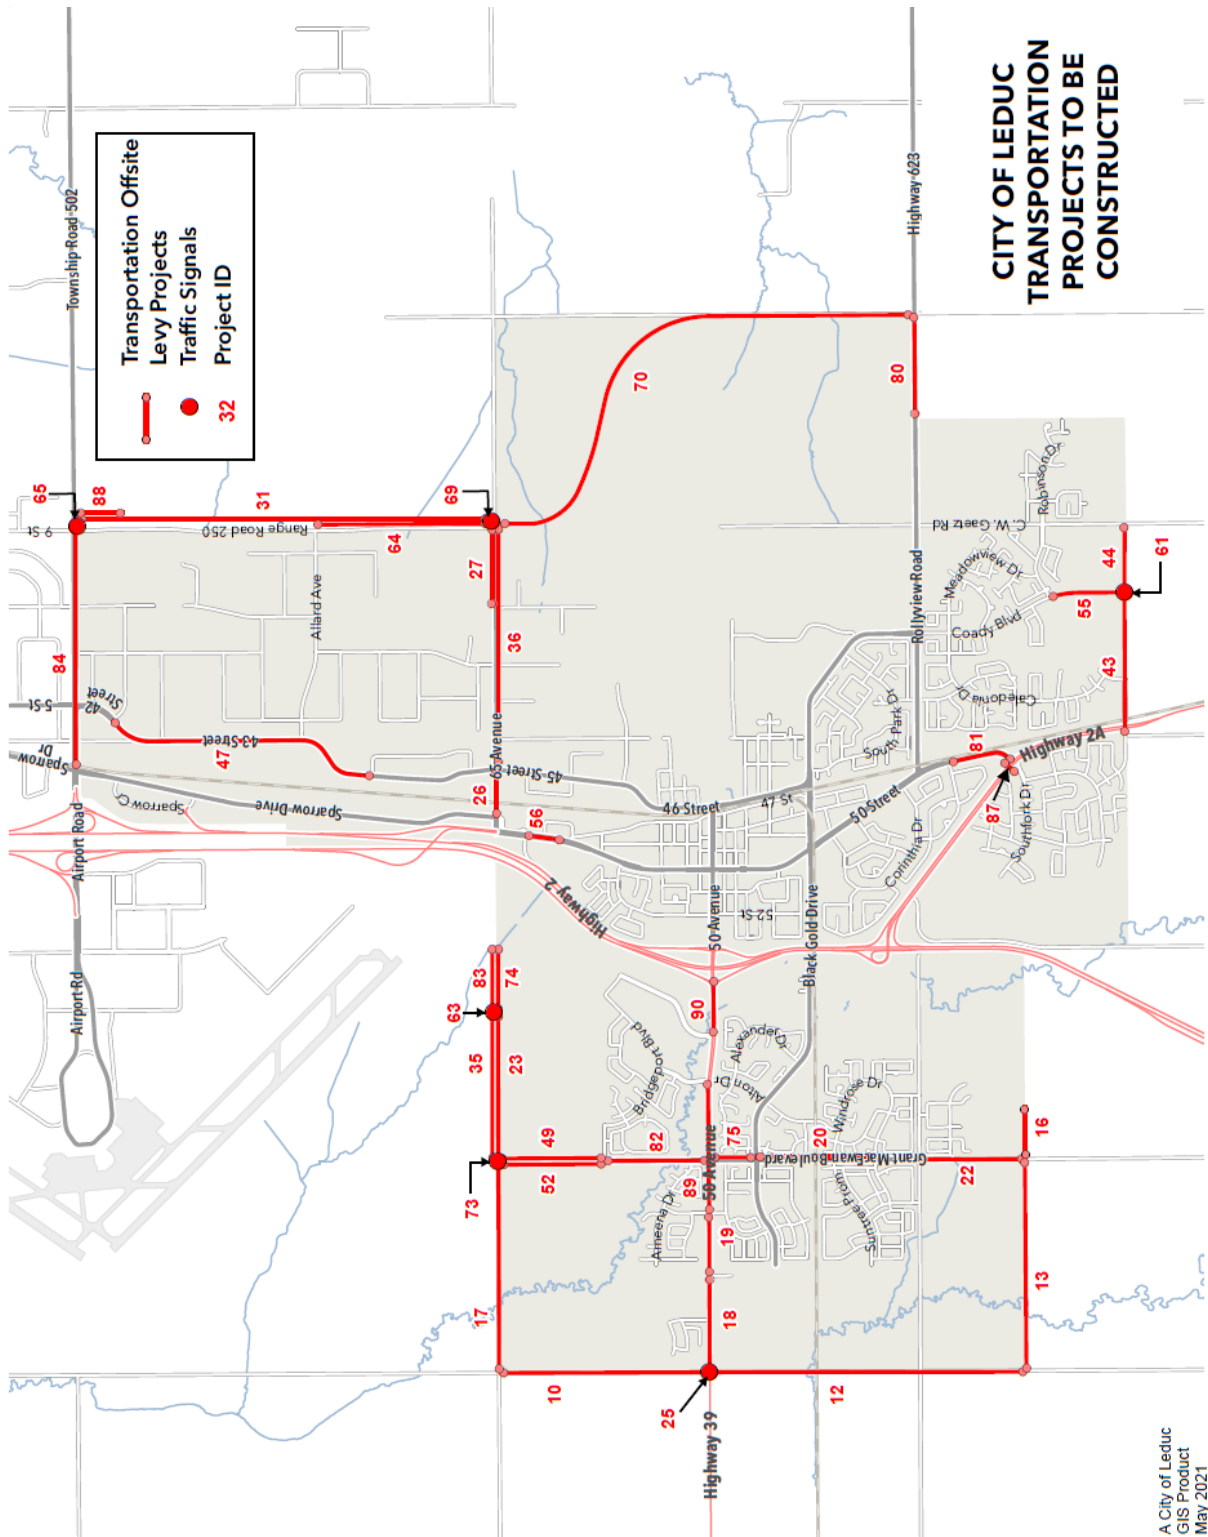 CITY OF LEDUC
TRANSPORTATION
PROJECTS TO BE
CONSTRUCTED
Transportation Offsite
Levy Projects
Traffic Signals
32
Project ID
Township Road 502
65
88
9 St
31
Range Road 250
64
69
27
36
84
5 St
42
Street
Allard Ave
43 Street
47
Sparrow
Dr
Sparrow Cr
Sparrow Drive
Airport Road
Airport Rd
65 Avenue
45 Street
26
56
46 Street
47 St
50 Street
70
80
Highway 623
Rollyview Road
C. W. Gaetz Rd
Robinson Dr
Meadowview Dr
Coady Blvd
Caledonia Dr
44
61
55
43
South Park Dr
81
Highway 2A
87
Southfork Dr
Corinthia Dr
Black Gold Drive
52 St
50 Avenue
Highway 2
83
74
63
35
23
90
Bridgeport Blvd
Alexander Dr
Alton Dr
49
82
75
20
Windrose Dr
16
73
52
89
50 Avenue
Grant MacEwan Boulevard
22
Ameena Dr
19
Suntree Prom
17
18
13
10
12
25
Highway 39
A City of Leduc
GIS Product
May 2021